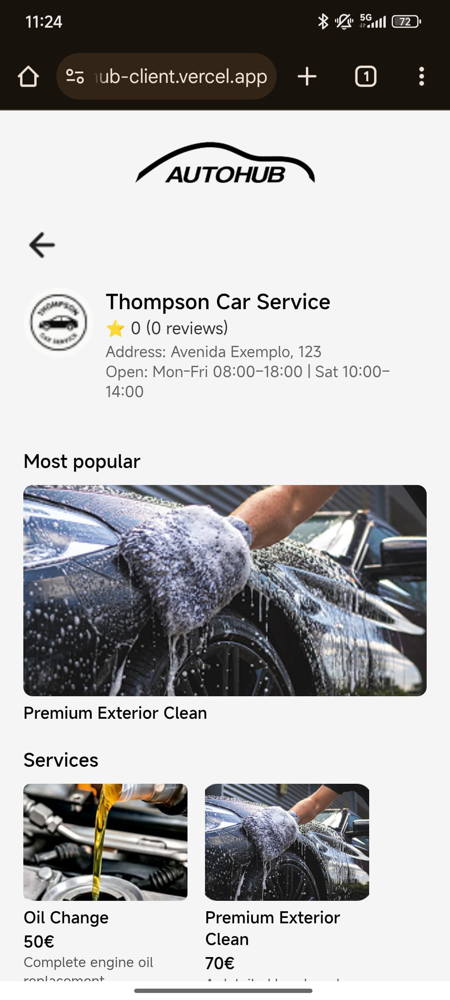 11:24
5G
72
ub-client.vercel.app
1
AUTOHUB
THOMPSON
CAR SERVICE
Thompson Car Service
0 (0 reviews)
Address: Avenida Exemplo, 123
Open: Mon-Fri 08:00–18:00 | Sat 10:00–
14:00
Most popular
Premium Exterior Clean
Services
Oil Change
50€
Complete engine oil
replacement
Premium Exterior
Clean
70€